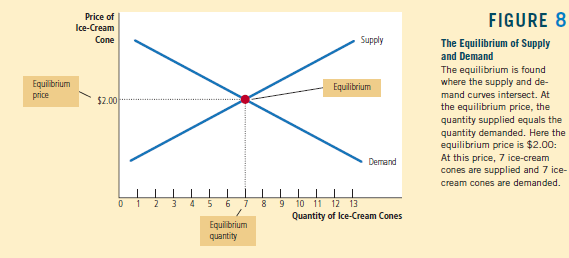 Price of
Ice-Cream
Cone
Supply
Equilibrium
price
Equilibrium
$2.00
Demand
0 1 2 3 4 5 6 7 8 9 10 11 12 13
Quantity of Ice-Cream Cones
Equilibrium
quantity
FIGURE 8
The Equilibrium of Supply
and Demand
The equilibrium is found
where the supply and de-
mand curves intersect. At
the equilibrium price, the
quantity supplied equals the
quantity demanded. Here the
equilibrium price is $2.00:
At this price, 7 ice-cream
cones are supplied and 7 ice-
cream cones are demanded.